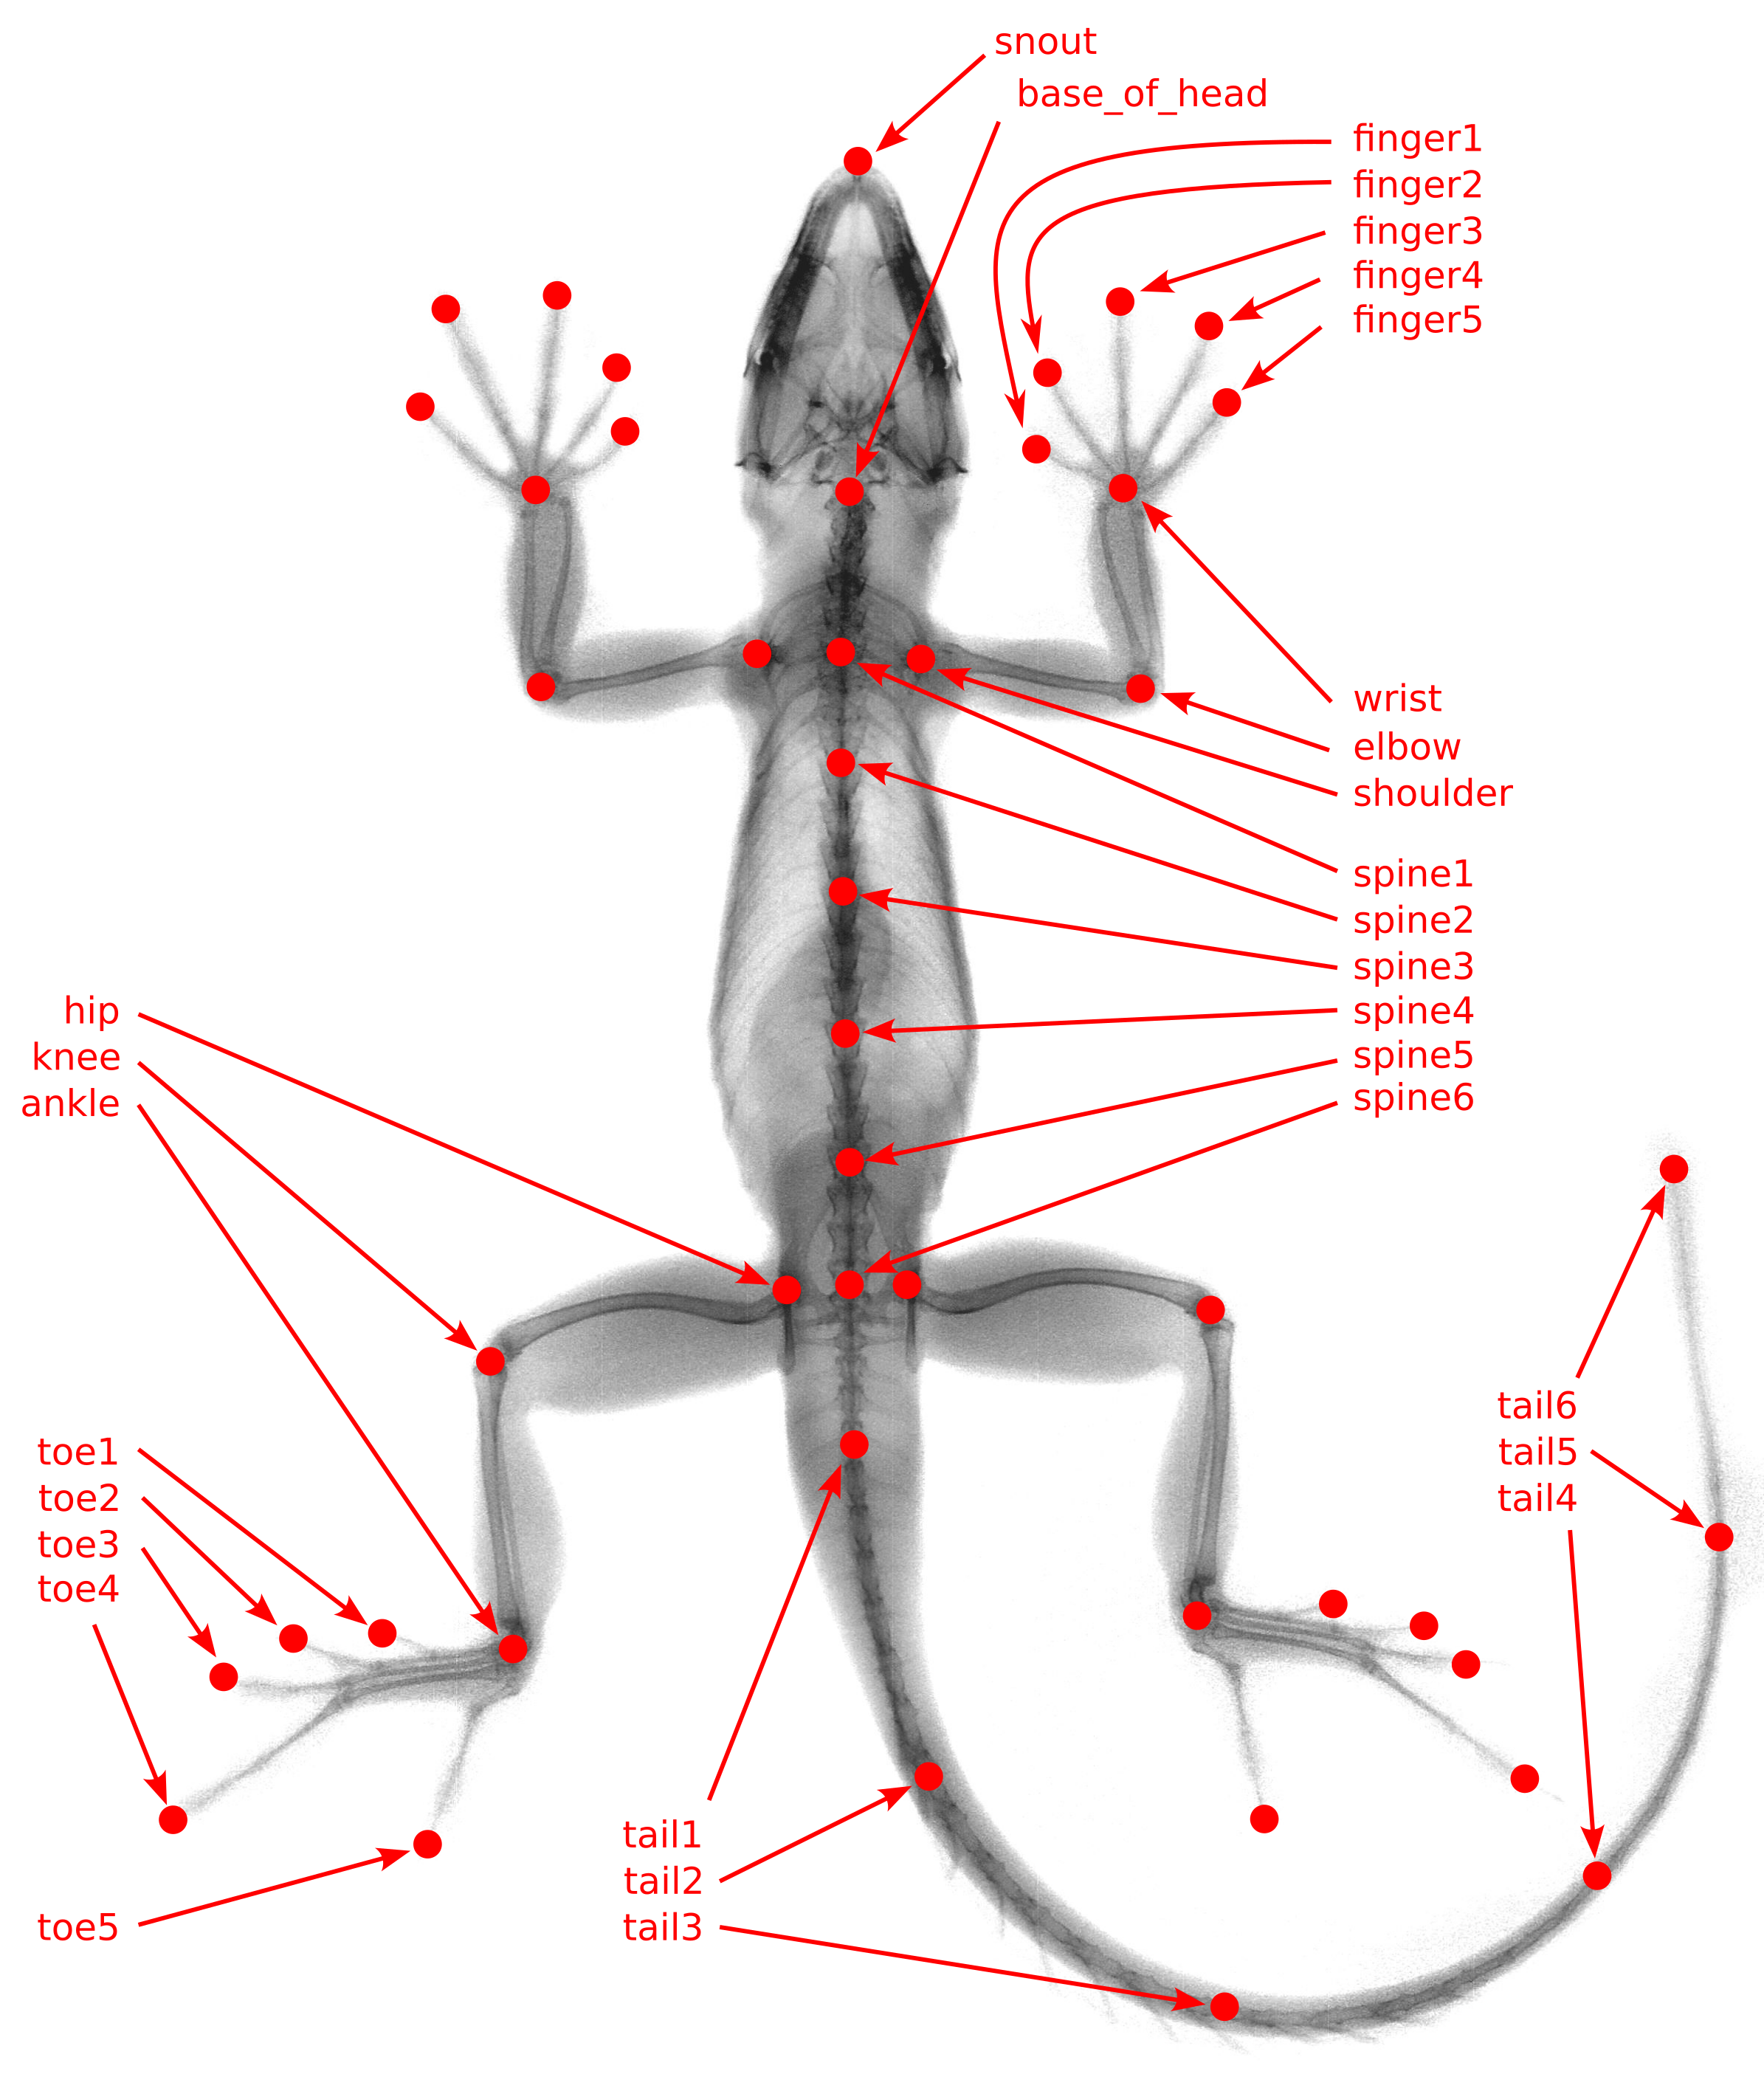 snout
base_of_head
finger1
finger2
finger3
finger4
finger5
wrist
elbow
shoulder
spine1
spine2
spine3
spine4
spine5
spine6
hip
knee
ankle
toe1
toe2
toe3
toe4
toe5
tail1
tail2
tail3
tail6
tail5
tail4